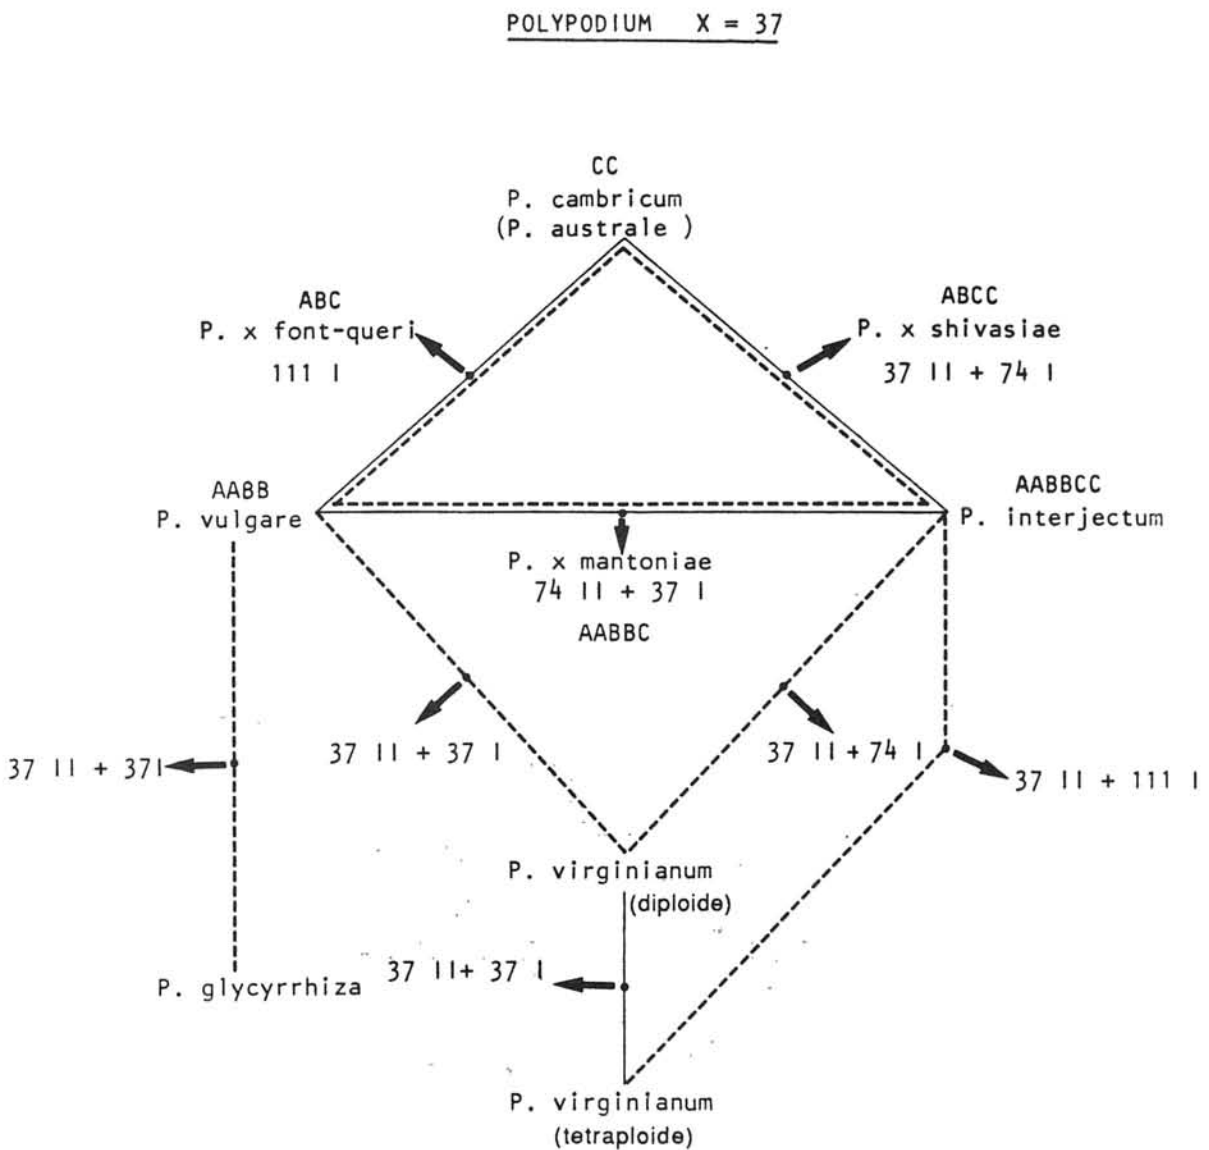 POLYPODIUM X = 37
CC
P. cambricum
(P. australe )
ABC
P. x font-queri
111 I
ABCC
P. x shivasiae
37 II + 74 I
AABB
P. vulgare
AABBCC
P. interjectum
P. x mantoniae
74 II + 37 I
AABBC
37 II + 37I
37 II + 37 I
37 II + 74 I
37 II + 111 I
P. virginianum
(diploide)
P. glycyrrhiza
37 II+ 37 I
P. virginianum
(tetraploide)